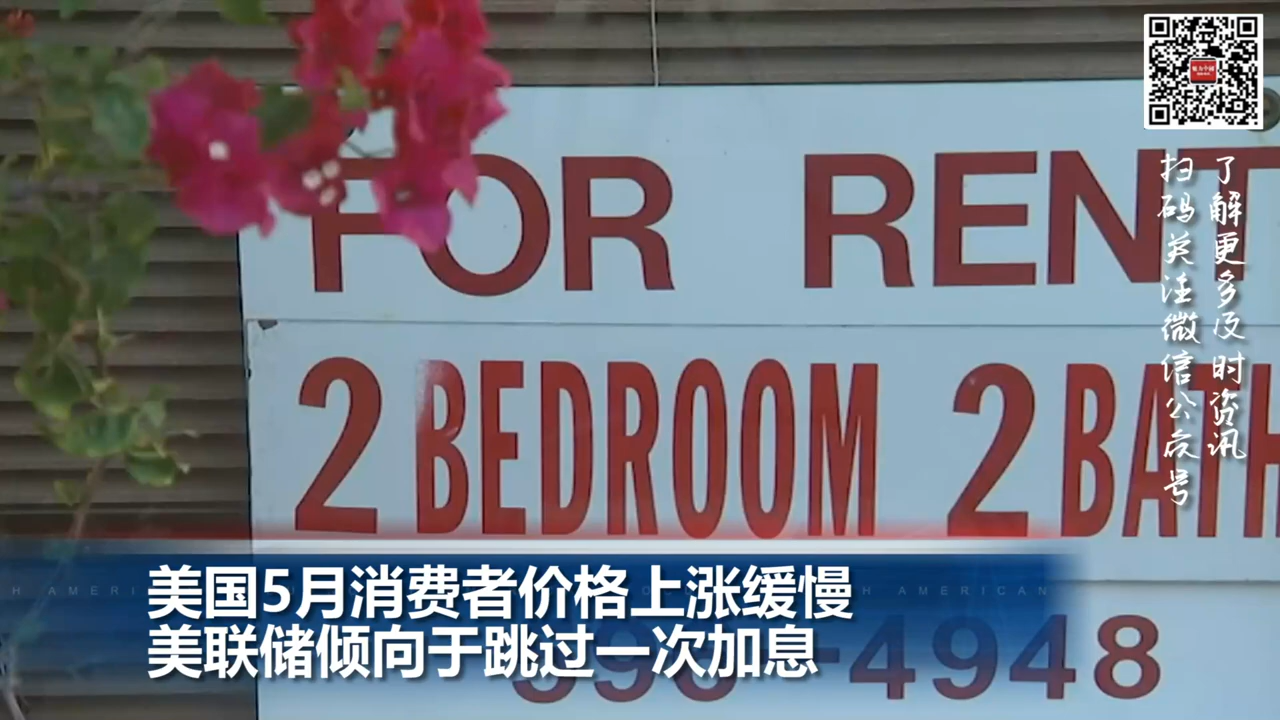 FOR RENT
2 BEDROOM 2 BATH
了解更多及时资讯
扫码关注微信公众号
美国5月消费者价格上涨缓慢
美联储倾向于跳过一次加息
4948